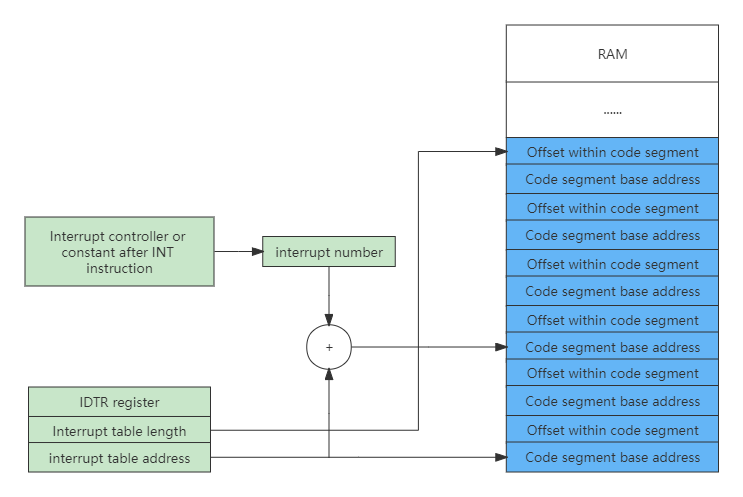 RAM
......
Offset within code segment
Code segment base address
Offset within code segment
Code segment base address
Offset within code segment
Code segment base address
Offset within code segment
Code segment base address
Offset within code segment
Code segment base address
Offset within code segment
Code segment base address
Interrupt controller or
constant after INT
instruction
interrupt number
+
IDTR register
Interrupt table length
interrupt table address